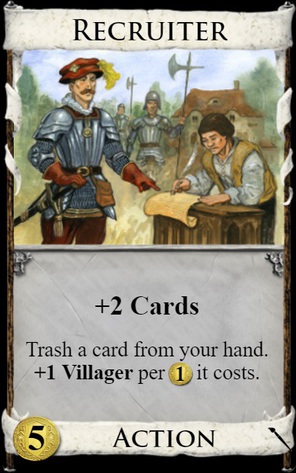 RECRUITER
+2 Cards
Trash a card from your hand.
+1 Villager per 1 it costs.
5 ACTION